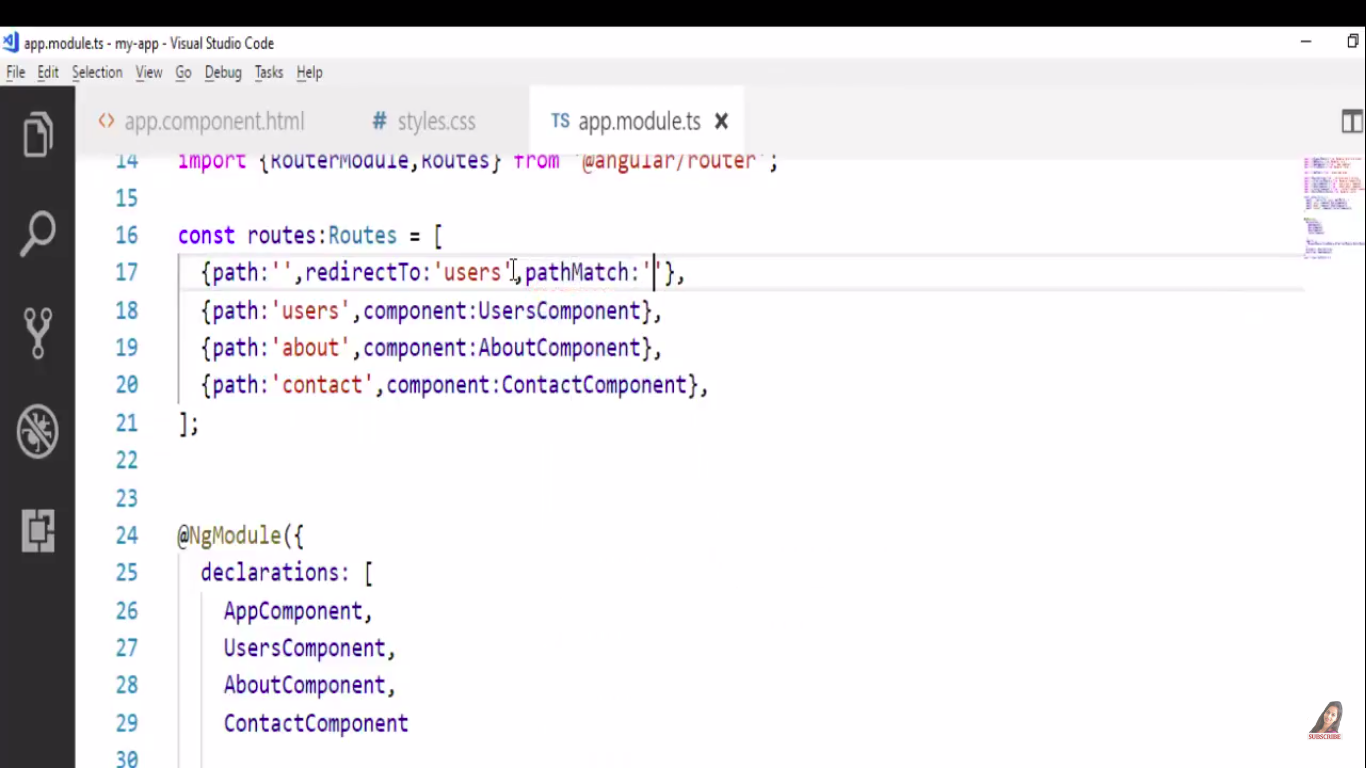 app.module.ts - my-app - Visual Studio Code
File Edit Selection View Go Debug Tasks Help
<> app.component.html # styles.css TS app.module.ts ×
14 import {RouterModule,Routes} from '@angular/router';
15
16 const routes:Routes = [
17 {path:'',redirectTo:'users',pathMatch:''},
18 {path:'users',component:UsersComponent},
19 {path:'about',component:AboutComponent},
20 {path:'contact',component:ContactComponent},
21 ];
22
23
24 @NgModule({
25 declarations: [
26 AppComponent,
27 UsersComponent,
28 AboutComponent,
29 ContactComponent
30
SUBSCRIBE